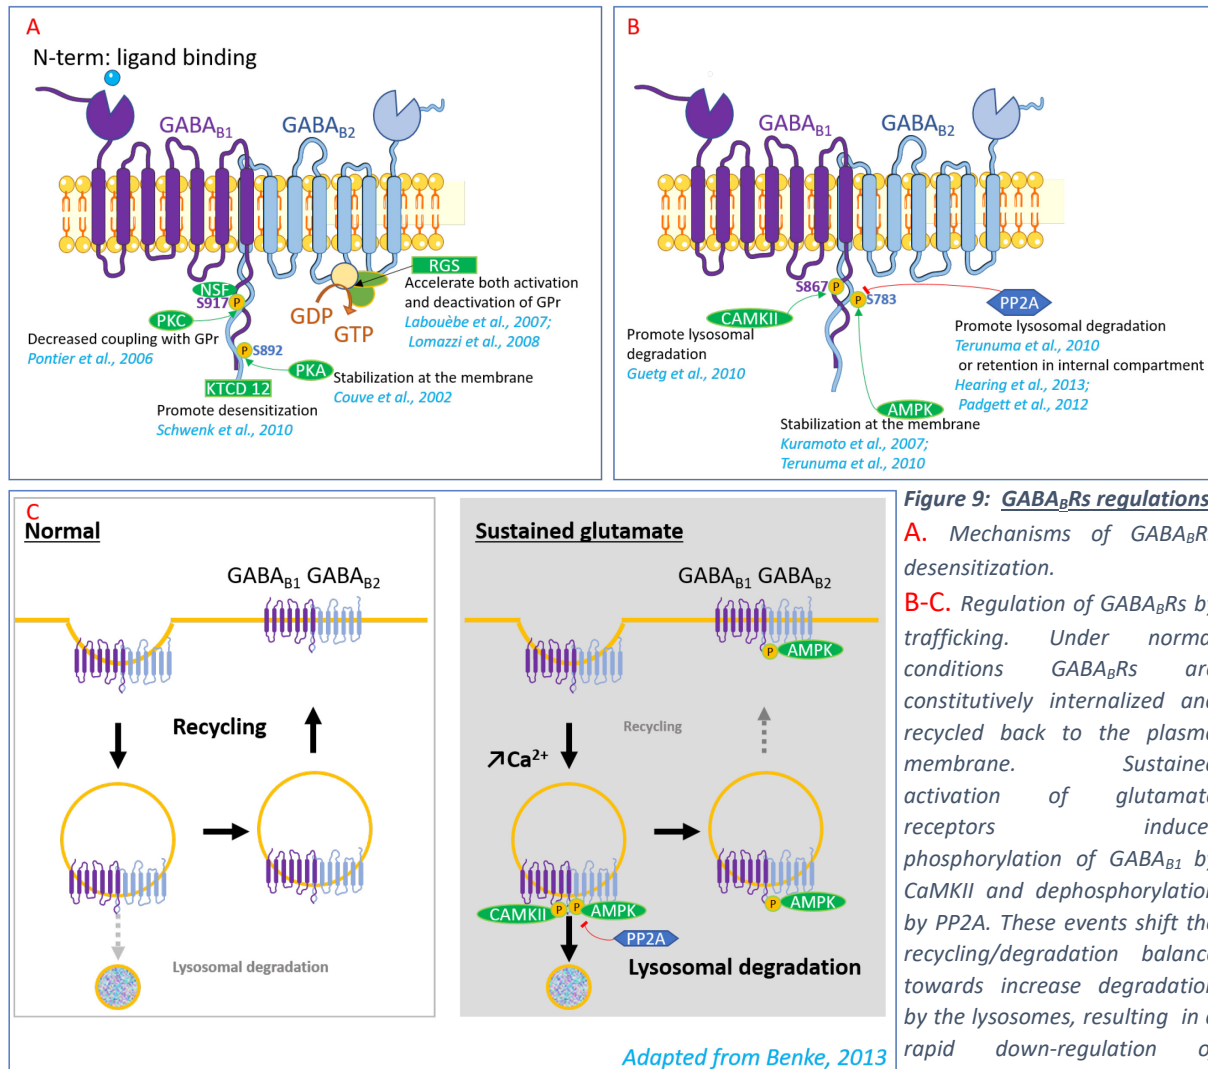 A
N-term: ligand binding
GABAB1
GABAB2
RGS
Accelerate both activation
and deactivation of GPr
Labouèbe et al., 2007;
Lomazzi et al., 2008
NSF
S917
P
GDP
GTP
PKC
Decreased coupling with GPr
Pontier et al., 2006
P
S892
PKA
KTCD 12
Stabilization at the membrane
Couve et al., 2002
Promote desensitization
Schwenk et al., 2010
B
GABAB1
GABAB2
S867
P
P
S783
CAMKII
PP2A
Promote lysosomal
degradation
Guetg et al., 2010
Promote lysosomal degradation
Terunuma et al., 2010
or retention in internal compartment
Hearing et al., 2013;
Padgett et al., 2012
AMPK
Stabilization at the membrane
Kuramoto et al., 2007;
Terunuma et al., 2010
C
Normal
GABAB1 GABAB2
Recycling
Lysosomal degradation
Sustained glutamate
GABAB1 GABAB2
P
AMPK
Recycling
↗Ca2+
CAMKII
P
P
AMPK
P
AMPK
PP2A
Lysosomal degradation
Adapted from Benke, 2013
Figure 9: GABABRs regulations
A. Mechanisms of GABABRs
desensitization.
B-C. Regulation of GABABRs by
trafficking. Under normal
conditions GABABRs are
constitutively internalized and
recycled back to the plasma
membrane. Sustained
activation of glutamate
receptors induce
phosphorylation of GABAB1 by
CaMKII and dephosphorylation
by PP2A. These events shift the
recycling/degradation balance
towards increase degradation
by the lysosomes, resulting in a
rapid down-regulation of